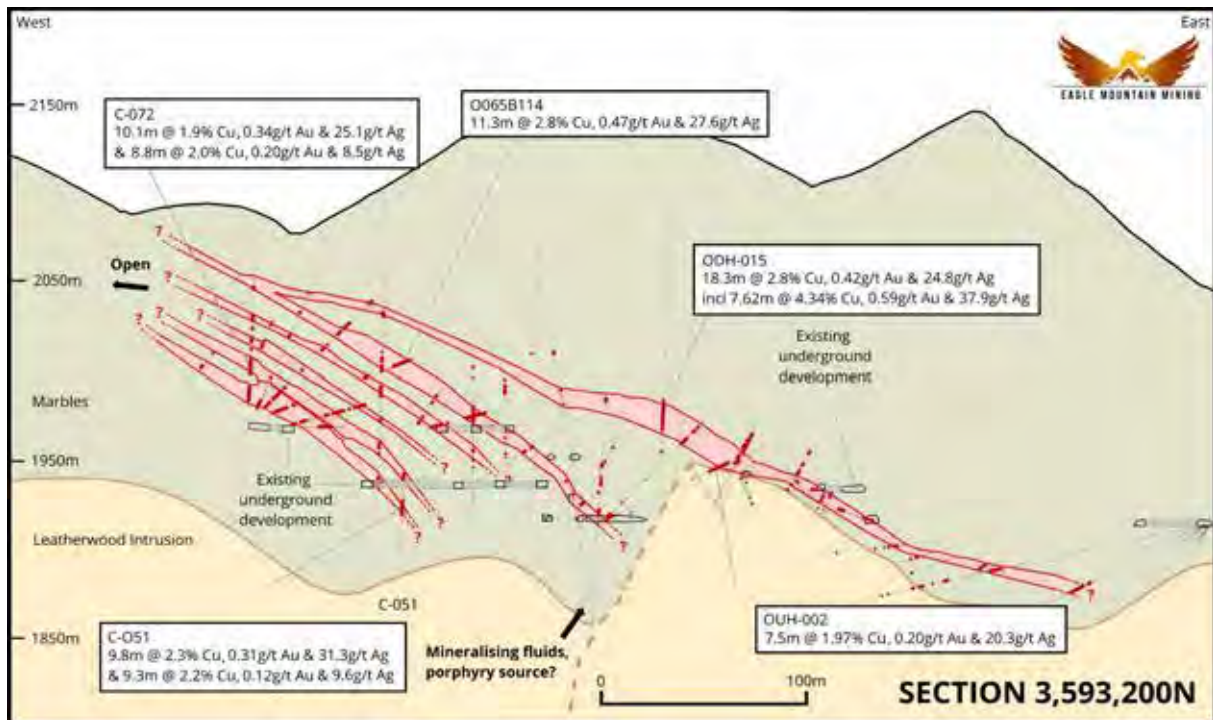 West
East
EAGLE MOUNTAIN MINING
2150m
C-072
10.1m @ 1.9% Cu, 0.34g/t Au & 25.1g/t Ag
& 8.8m @ 2.0% Cu, 0.20g/t Au & 8.5g/t Ag
O065B114
11.3m @ 2.8% Cu, 0.47g/t Au & 27.6g/t Ag
?
Open
2050m
ODH-015
18.3m @ 2.8% Cu, 0.42g/t Au & 24.8g/t Ag
incl 7.62m @ 4.34% Cu, 0.59g/t Au & 37.9g/t Ag
?
?
?
?
Existing
underground
development
Marbles
1950m
?
?
Existing
underground
development
?
?
?
?
Leatherwood Intrusion
C-051
1850m
C-O51
9.8m @ 2.3% Cu, 0.31g/t Au & 31.3g/t Ag
& 9.3m @ 2.2% Cu, 0.12g/t Au & 9.6g/t Ag
Mineralising fluids,
porphyry source?
OUH-002
7.5m @ 1.97% Cu, 0.20g/t Au & 20.3g/t Ag
0
100m
SECTION 3,593,200N